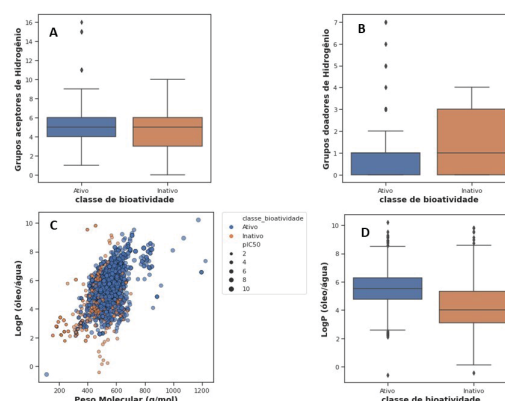 A
Grupos aceptores de Hidrogênio
16
14
12
10
8
6
4
2
0
Ativo
Inativo
classe de bioatividade
B
Grupos doadores de Hidrogênio
7
6
5
4
3
2
1
0
Ativo
Inativo
classe de bioatividade
C
LogP (óleo/água)
10
8
6
4
2
0
200
400
600
800
1000
1200
Peso Molecular (g/mol)
classe_bioatividade
Ativo
Inativo
pIC50
2
4
6
8
10
D
LogP (óleo/água)
10
8
6
4
2
0
Ativo
Inativo
classe de bioatividade